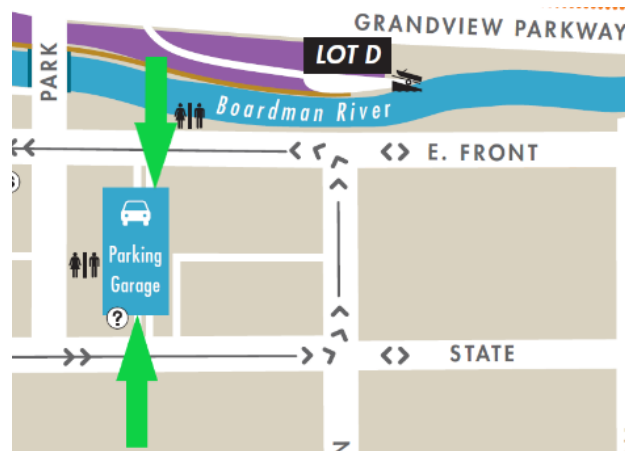 GRANDVIEW PARKWAY
LOT D
PARK
Boardman River
E. FRONT
Parking
Garage
?
STATE